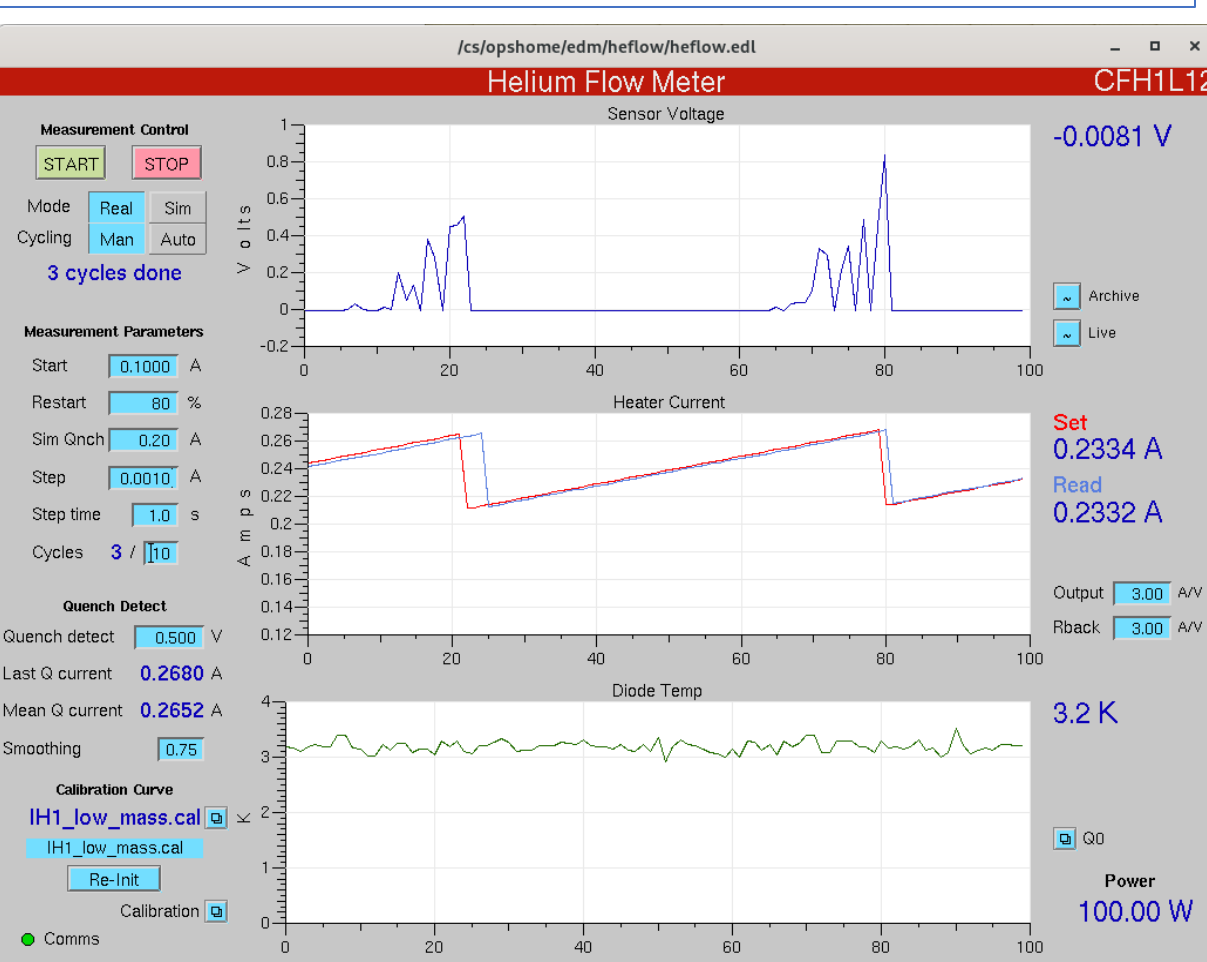 /cs/opshome/edm/heflow/heflow.edl
Helium Flow Meter CFH1L12
Measurement Control
START STOP
Mode Real Sim
Cycling Man Auto
3 cycles done
Measurement Parameters
Start 0.1000 A
Restart 80 %
Sim Qnch 0.20 A
Step 0.0010 A
Step time 1.0 s
Cycles 3 / 10
Quench Detect
Quench detect 0.500 V
Last Q current 0.2680 A
Mean Q current 0.2652 A
Smoothing 0.75
Calibration Curve
IH1_low_mass.cal
IH1_low_mass.cal
Re-Init
Calibration
Comms
Sensor Voltage
Volts
1
0.8
0.6
0.4
0.2
0
-0.2
0 20 40 60 80 100
-0.0081 V
~ Archive
~ Live
Heater Current
Amps
0.28
0.26
0.24
0.22
0.2
0.18
0.16
0.14
0.12
0 20 40 60 80 100
Set
0.2334 A
Read
0.2332 A
Output 3.00 A/V
Rback 3.00 A/V
Diode Temp
K
4
3
2
1
0
0 20 40 60 80 100
3.2 K
Q0
Power
100.00 W